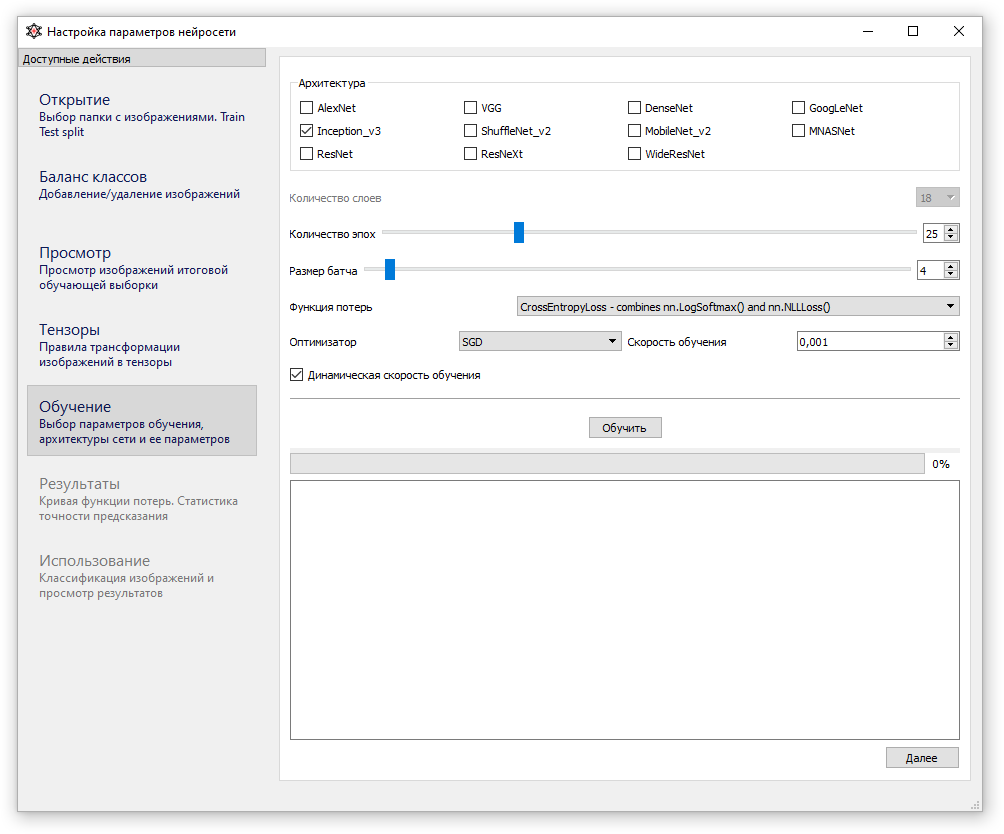 Настройка параметров нейросети
Доступные действия
Открытие
Выбор папки с изображениями. Train
Test split
Баланс классов
Добавление/удаление изображений
Просмотр
Просмотр изображений итоговой
обучающей выборки
Тензоры
Правила трансформации
изображений в тензоры
Обучение
Выбор параметров обучения,
архитектуры сети и ее параметров
Результаты
Кривая функции потерь. Статистика
точности предсказания
Использование
Классификация изображений и
просмотр результатов
Архитектура
AlexNet VGG DenseNet GoogLeNet
Inception_v3 ShuffleNet_v2 MobileNet_v2 MNASNet
ResNet ResNeXt WideResNet
Количество слоев 18
Количество эпох 25
Размер батча 4
Функция потерь CrossEntropyLoss - combines nn.LogSoftmax() and nn.NLLLoss()
Оптимизатор SGD Скорость обучения 0,001
Динамическая скорость обучения
Обучить
0%
Далее